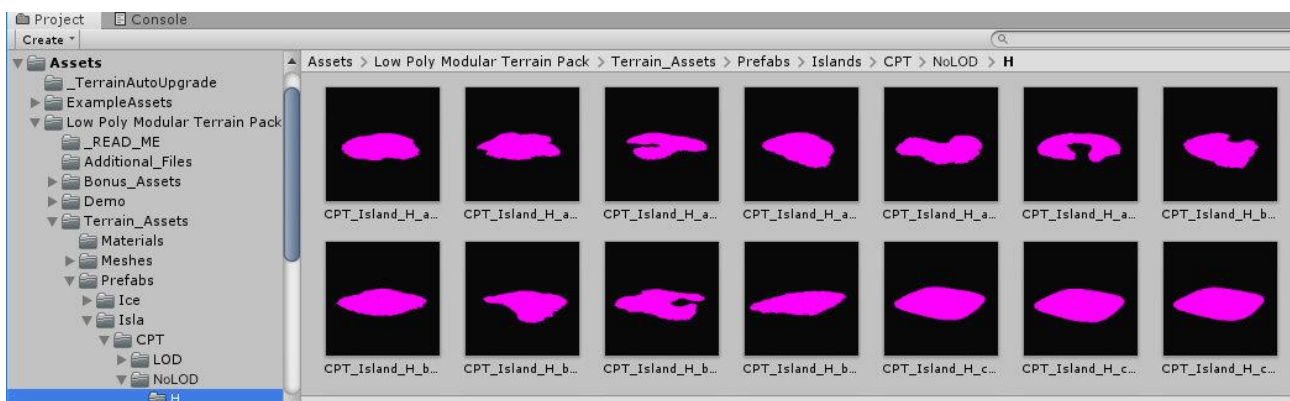 Project Console
Create
Assets > Low Poly Modular Terrain Pack > Terrain_Assets > Prefabs > Islands > CPT > NoLOD > H
Assets
_TerrainAutoUpgrade
ExampleAssets
Low Poly Modular Terrain Pack
_READ_ME
Additional_Files
Bonus_Assets
Demo
Terrain_Assets
Materials
Meshes
Prefabs
Ice
Isla
CPT
LOD
NoLOD
H
CPT_Island_H_a... CPT_Island_H_a... CPT_Island_H_a... CPT_Island_H_a... CPT_Island_H_a... CPT_Island_H_a... CPT_Island_H_b...
CPT_Island_H_b... CPT_Island_H_b... CPT_Island_H_b... CPT_Island_H_b... CPT_Island_H_c... CPT_Island_H_c... CPT_Island_H_c...